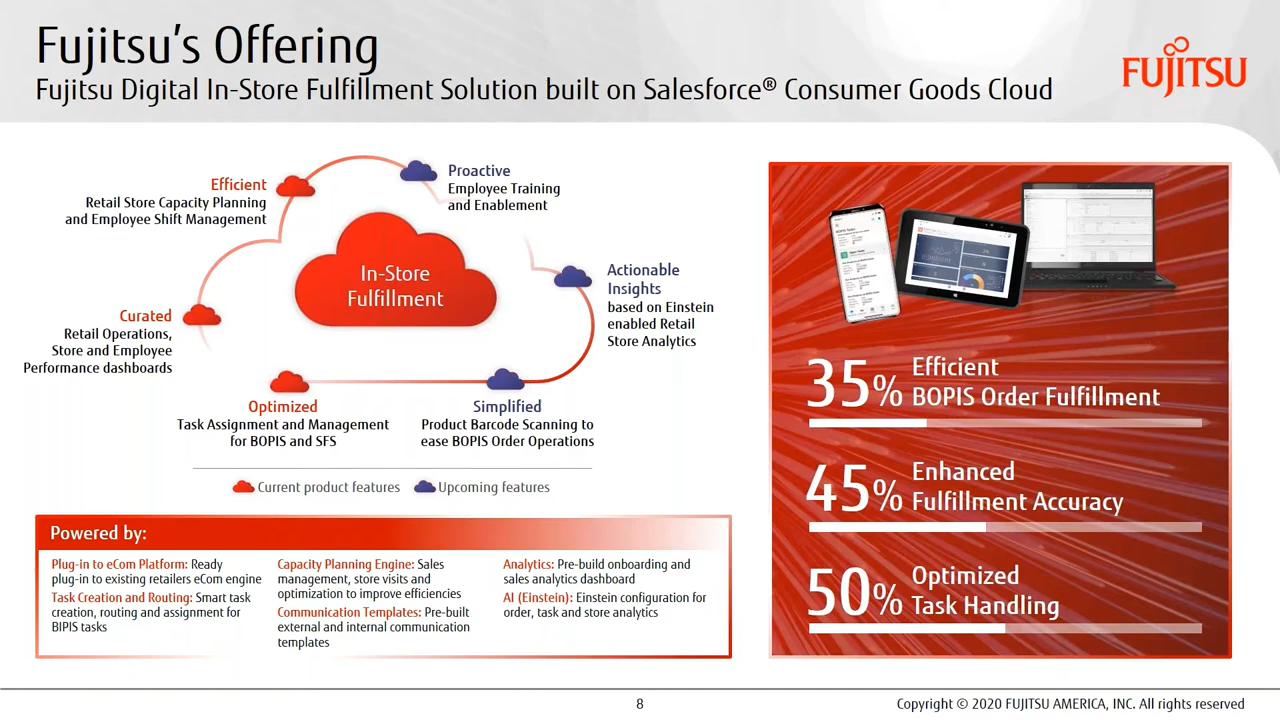 Fujitsu’s Offering
Fujitsu Digital In-Store Fulfillment Solution built on Salesforce® Consumer Goods Cloud
FUJITSU
Efficient
Retail Store Capacity Planning
and Employee Shift Management
Proactive
Employee Training
and Enablement
In-Store
Fulfillment
Actionable
Insights
based on Einstein
enabled Retail
Store Analytics
Curated
Retail Operations,
Store and Employee
Performance dashboards
Optimized
Task Assignment and Management
for BOPIS and SFS
Simplified
Product Barcode Scanning to
ease BOPIS Order Operations
Current product features
Upcoming features
Powered by:
Plug-in to eCom Platform: Ready
plug-in to existing retailers eCom engine
Task Creation and Routing: Smart task
creation, routing and assignment for
BIPIS tasks
Capacity Planning Engine: Sales
management, store visits and
optimization to improve efficiencies
Communication Templates: Pre-built
external and internal communication
templates
Analytics: Pre-build onboarding and
sales analytics dashboard
AI (Einstein): Einstein configuration for
order, task and store analytics
35% Efficient
BOPIS Order Fulfillment
45% Enhanced
Fulfillment Accuracy
50% Optimized
Task Handling
8
Copyright © 2020 FUJITSU AMERICA, INC. All rights reserved